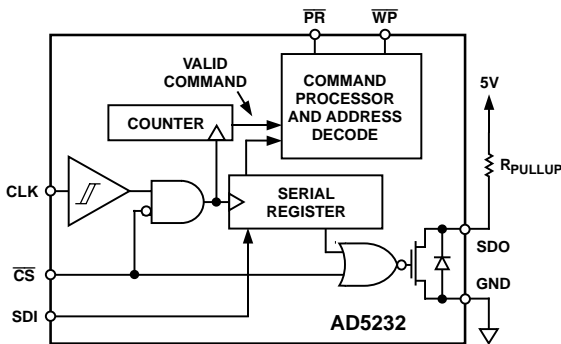 PR WP
VALID
COMMAND
COMMAND
PROCESSOR
AND ADDRESS
DECODE
5V
COUNTER
RPULLUP
CLK
SERIAL
REGISTER
SDO
CS
GND
SDI
AD5232